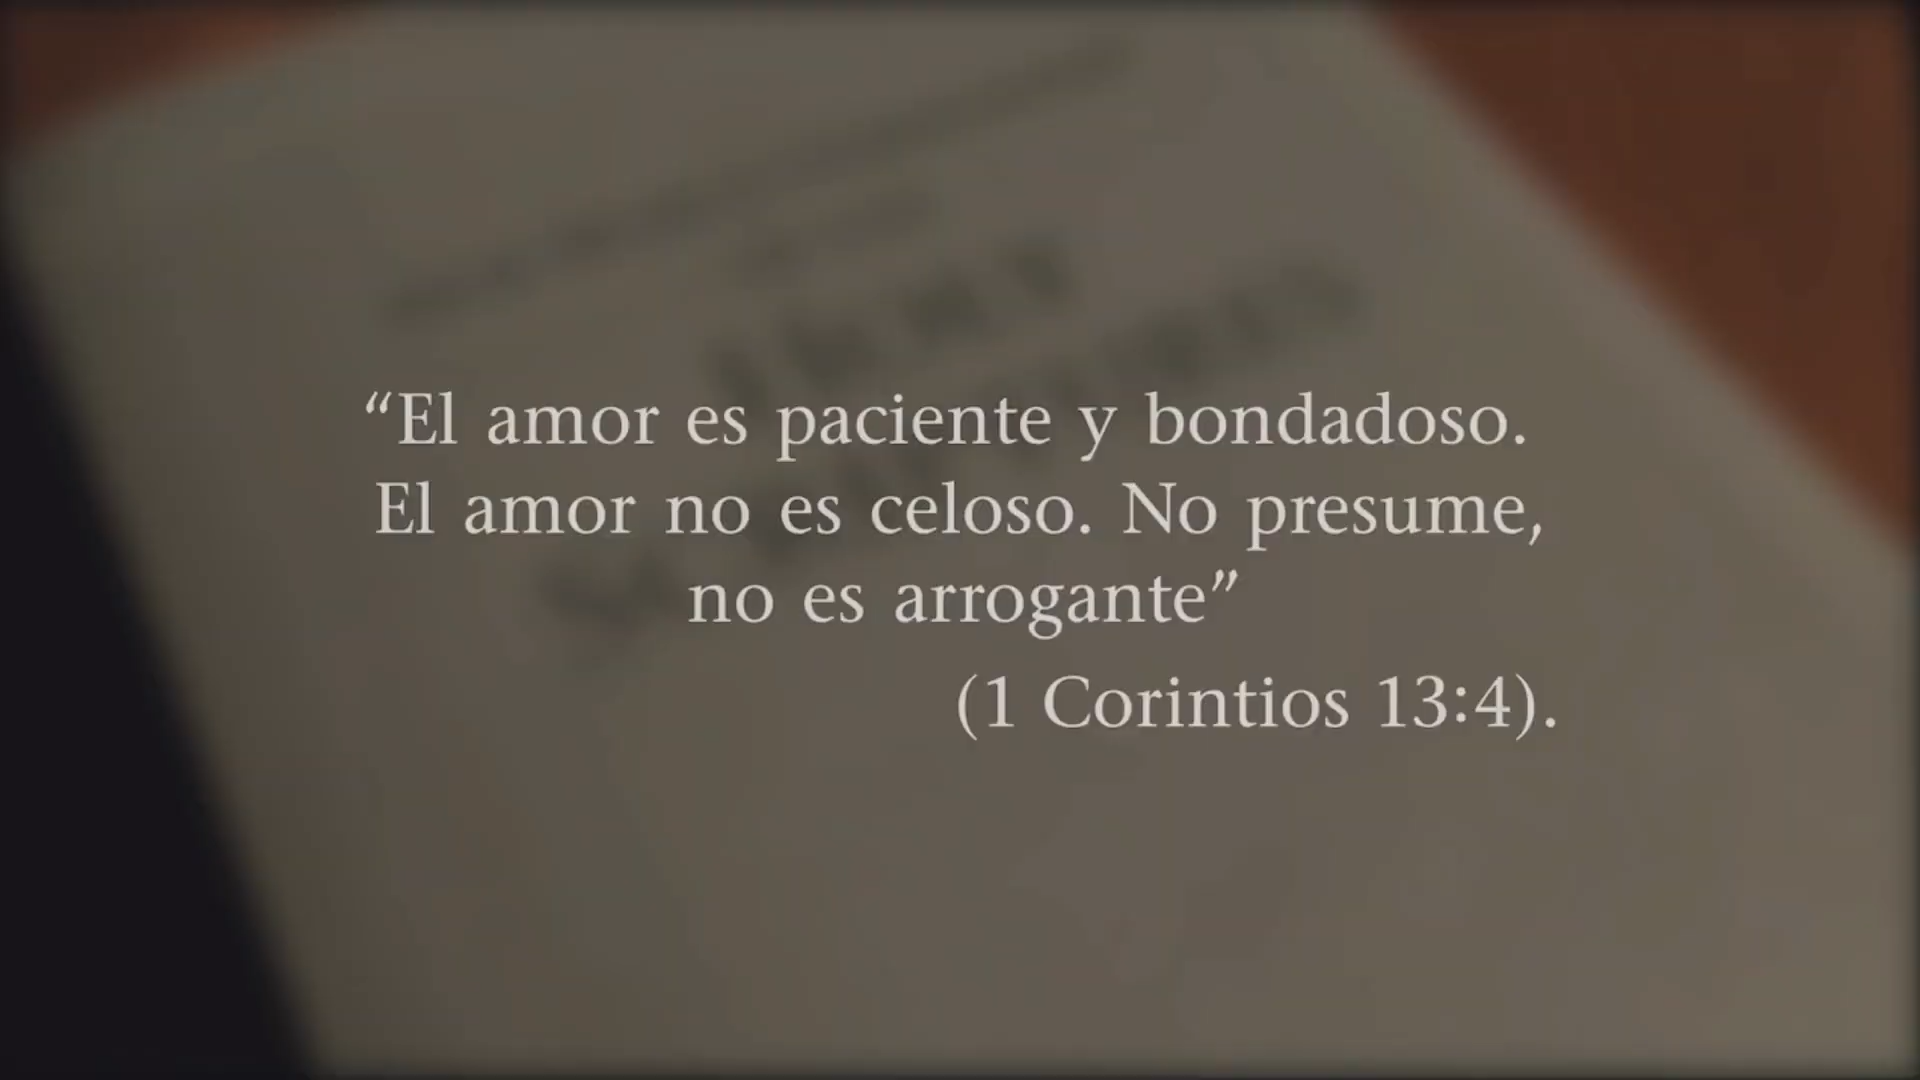 “El amor es paciente y bondadoso.
El amor no es celoso. No presume,
no es arrogante”
(1 Corintios 13:4).